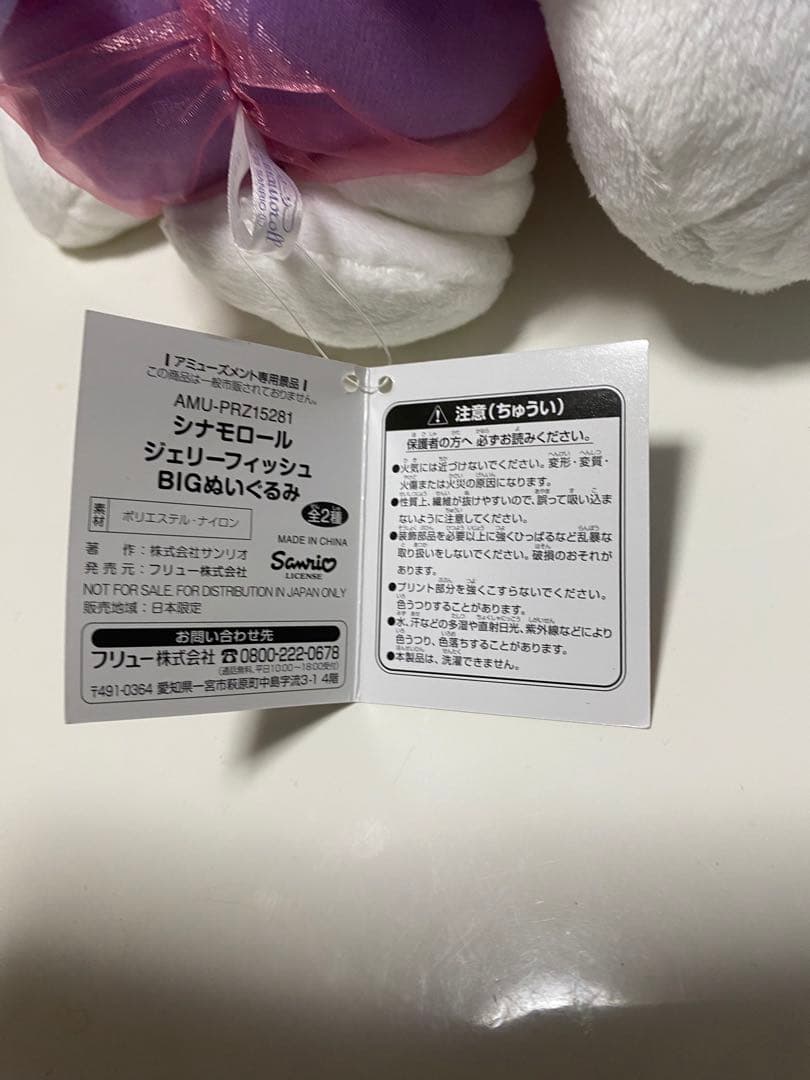 ┃アミューズメント専用景品┃
この商品は一般市販されておりません。
AMU-PRZ15281
シナモロール
ジェリーフィッシュ
BIGぬいぐるみ
全2種
素材 ポリエステル・ナイロン
MADE IN CHINA
著 作：株式会社サンリオ
発 売 元：フリュー株式会社
Sanrio
LICENSE
NOT FOR SALE. FOR DISTRIBUTION IN JAPAN ONLY
販売地域：日本限定
お問い合わせ先
フリュー株式会社 ☎0800-222-0678
(通話無料、平日10:00～18:00受付)
〒491-0364 愛知県一宮市萩原町中島字流3-1 4階
注意(ちゅうい)
保護者の方へ 必ずお読みください。
●火気には近づけないでください。変形・変質・
火傷または火災の原因になります。
●性質上、繊維が抜けやすいので、誤って吸い込ま
ないように注意してください。
●装飾部品を必要以上に強くひっぱるなど乱暴な
取り扱いをしないでください。破損のおそれが
あります。
●プリント部分を強くこすらないでください。
色うつりすることがあります。
●水、汗などの多湿や直射日光、紫外線などにより
色うつり、色落ちすることがあります。
●本製品は、洗濯できません。